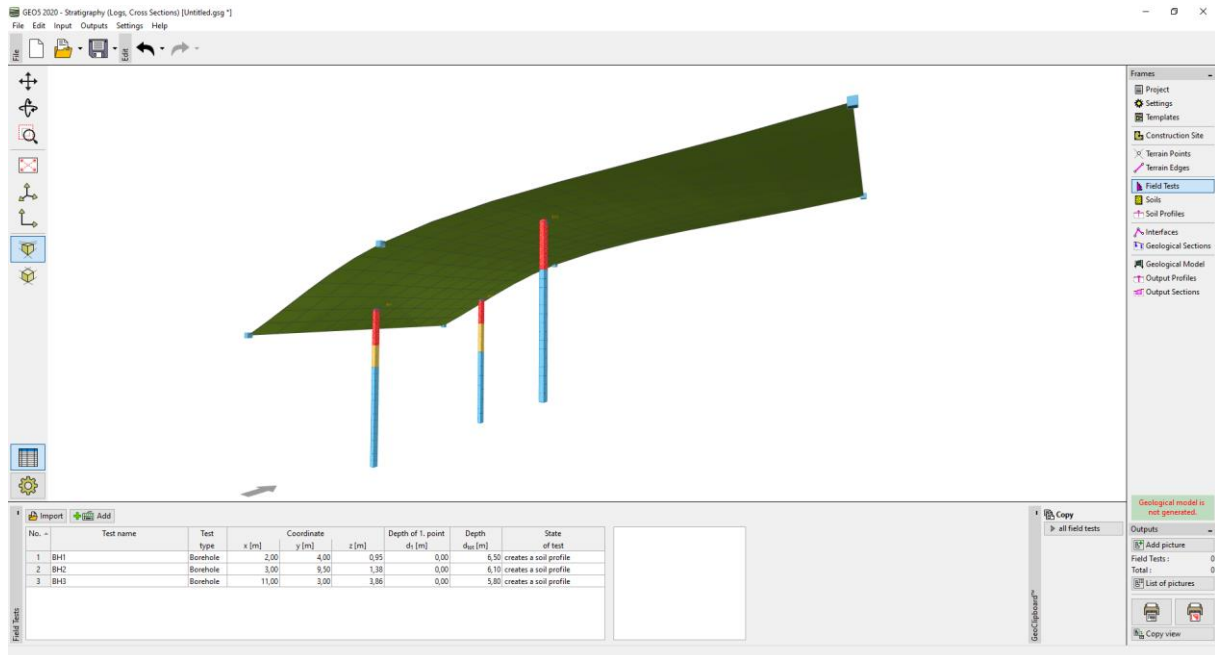 GEO5 2020 - Stratigraphy (Logs, Cross Sections) [Untitled.gsg *]
File Edit Input Outputs Settings Help
File
Edit
Frames
Project
Settings
Templates
Construction Site
Terrain Points
Terrain Edges
Field Tests
Soils
Soil Profiles
Interfaces
Geological Sections
Geological Model
Output Profiles
Output Sections
Geological model is
not generated.
Outputs
Add picture
Field Tests : 0
Total : 0
List of pictures
Copy view
Import Add
No. Test name Test Coordinate Depth of 1. point Depth State
type x [m] y [m] z [m] d1 [m] dtot [m] of test
1 BH1 Borehole 2,00 4,00 0,95 0,00 6,50 creates a soil profile
2 BH2 Borehole 3,00 9,50 1,38 0,00 6,10 creates a soil profile
3 BH3 Borehole 11,00 3,00 3,86 0,00 5,80 creates a soil profile
Field Tests
Copy
all field tests
GeoClipboard™